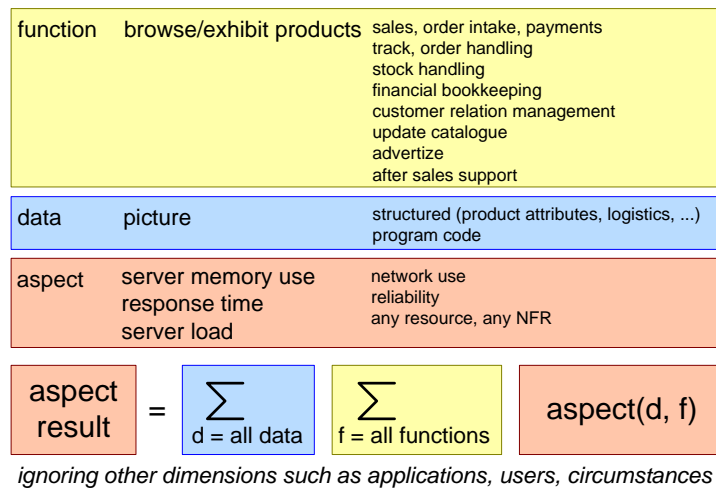 function browse/exhibit products sales, order intake, payments
track, order handling
stock handling
financial bookkeeping
customer relation management
update catalogue
advertize
after sales support
data picture structured (product attributes, logistics, ...)
program code
aspect server memory use network use
response time reliability
server load any resource, any NFR
aspect result = ∑ d = all data ∑ f = all functions aspect(d, f)
ignoring other dimensions such as applications, users, circumstances